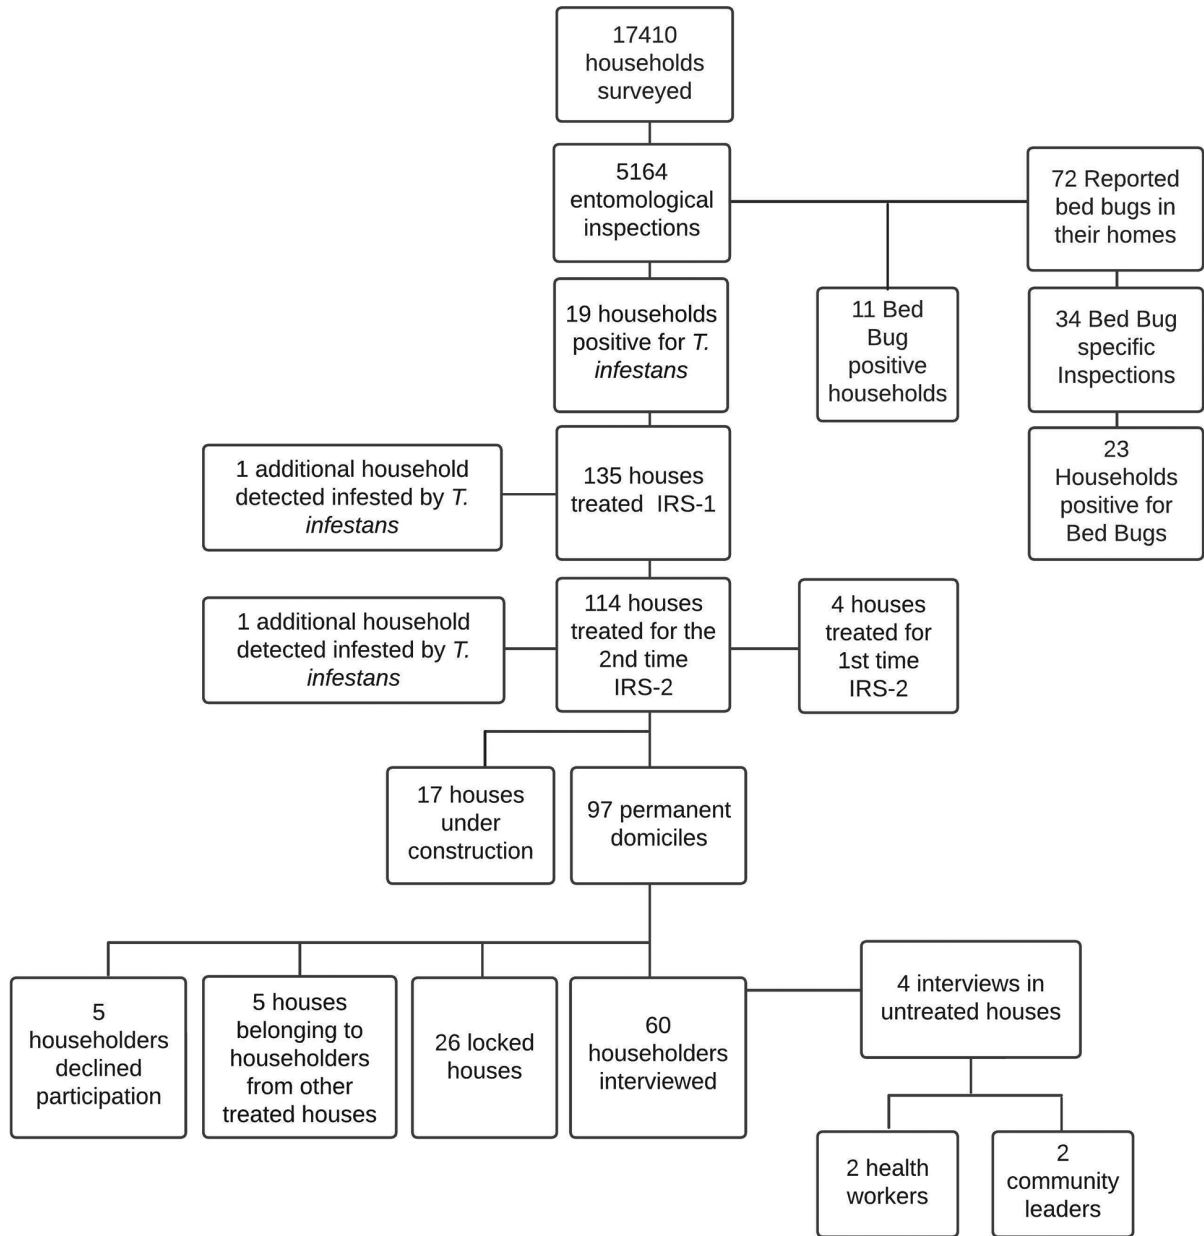 17410
households
surveyed
5164
entomological
inspections
72 Reported
bed bugs in
their homes
19 households
positive for T.
infestans
11 Bed
Bug
positive
households
34 Bed Bug
specific
Inspections
1 additional household
detected infested by T.
infestans
135 houses
treated IRS-1
23
Households
positive for
Bed Bugs
1 additional household
detected infested by T.
infestans
114 houses
treated for the
2nd time
IRS-2
4 houses
treated for
1st time
IRS-2
17 houses
under
construction
97 permanent
domiciles
5
householders
declined
participation
5 houses
belonging to
householders
from other
treated houses
26 locked
houses
60
householders
interviewed
4 interviews in
untreated houses
2 health
workers
2
community
leaders